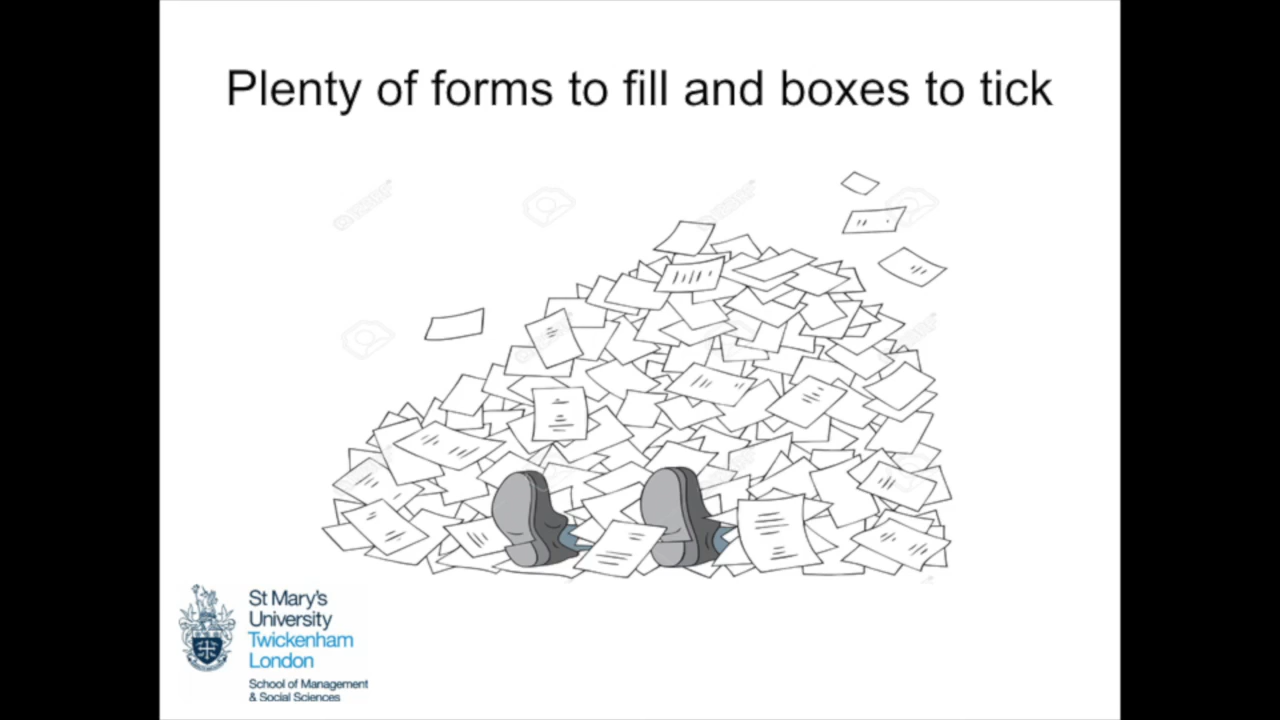 Plenty of forms to fill and boxes to tick
St Mary's
University
Twickenham
London
School of Management
& Social Sciences